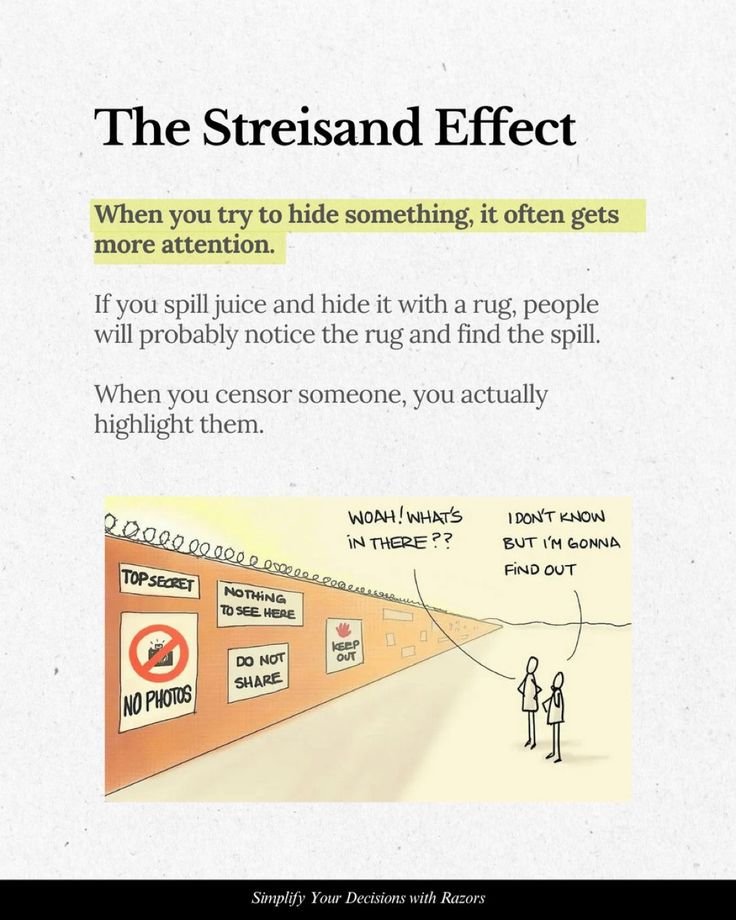 The Streisand Effect
When you try to hide something, it often gets
more attention.
If you spill juice and hide it with a rug, people
will probably notice the rug and find the spill.
When you censor someone, you actually
highlight them.
WOAH! WHAT'S
IN THERE??
I DON'T KNOW
BUT I'M GONNA
FIND OUT
TOP SECRET
NOTHING
TO SEE HERE
NO PHOTOS
DO NOT
SHARE
KEEP
OUT
Simplify Your Decisions with Razors